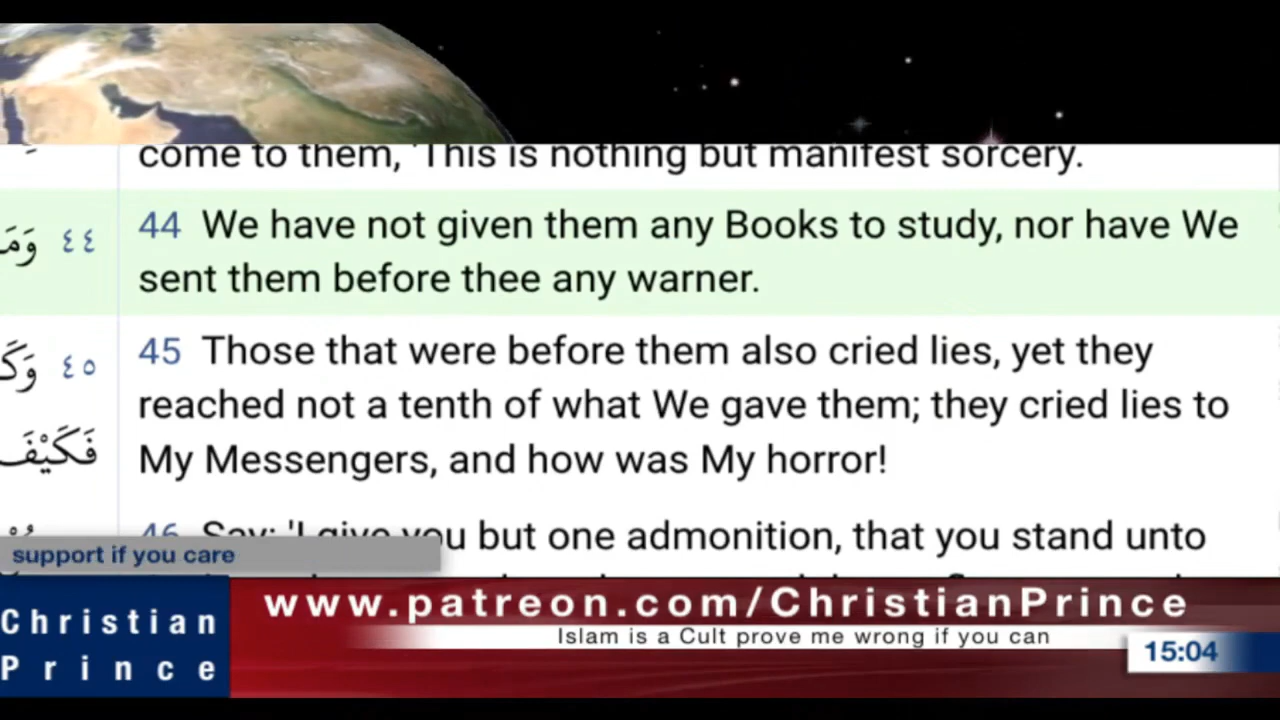 come to them, 'This is nothing but manifest sorcery.
٤٤ وَمَ
44 We have not given them any Books to study, nor have We
sent them before thee any warner.
٤٥ وَكَ
45 Those that were before them also cried lies, yet they
reached not a tenth of what We gave them; they cried lies to
فَكَيْفَ
My Messengers, and how was My horror!
46 Say: 'I give you but one admonition, that you stand unto
support if you care
Christian
Prince
www.patreon.com/ChristianPrince
Islam is a Cult prove me wrong if you can
15:04